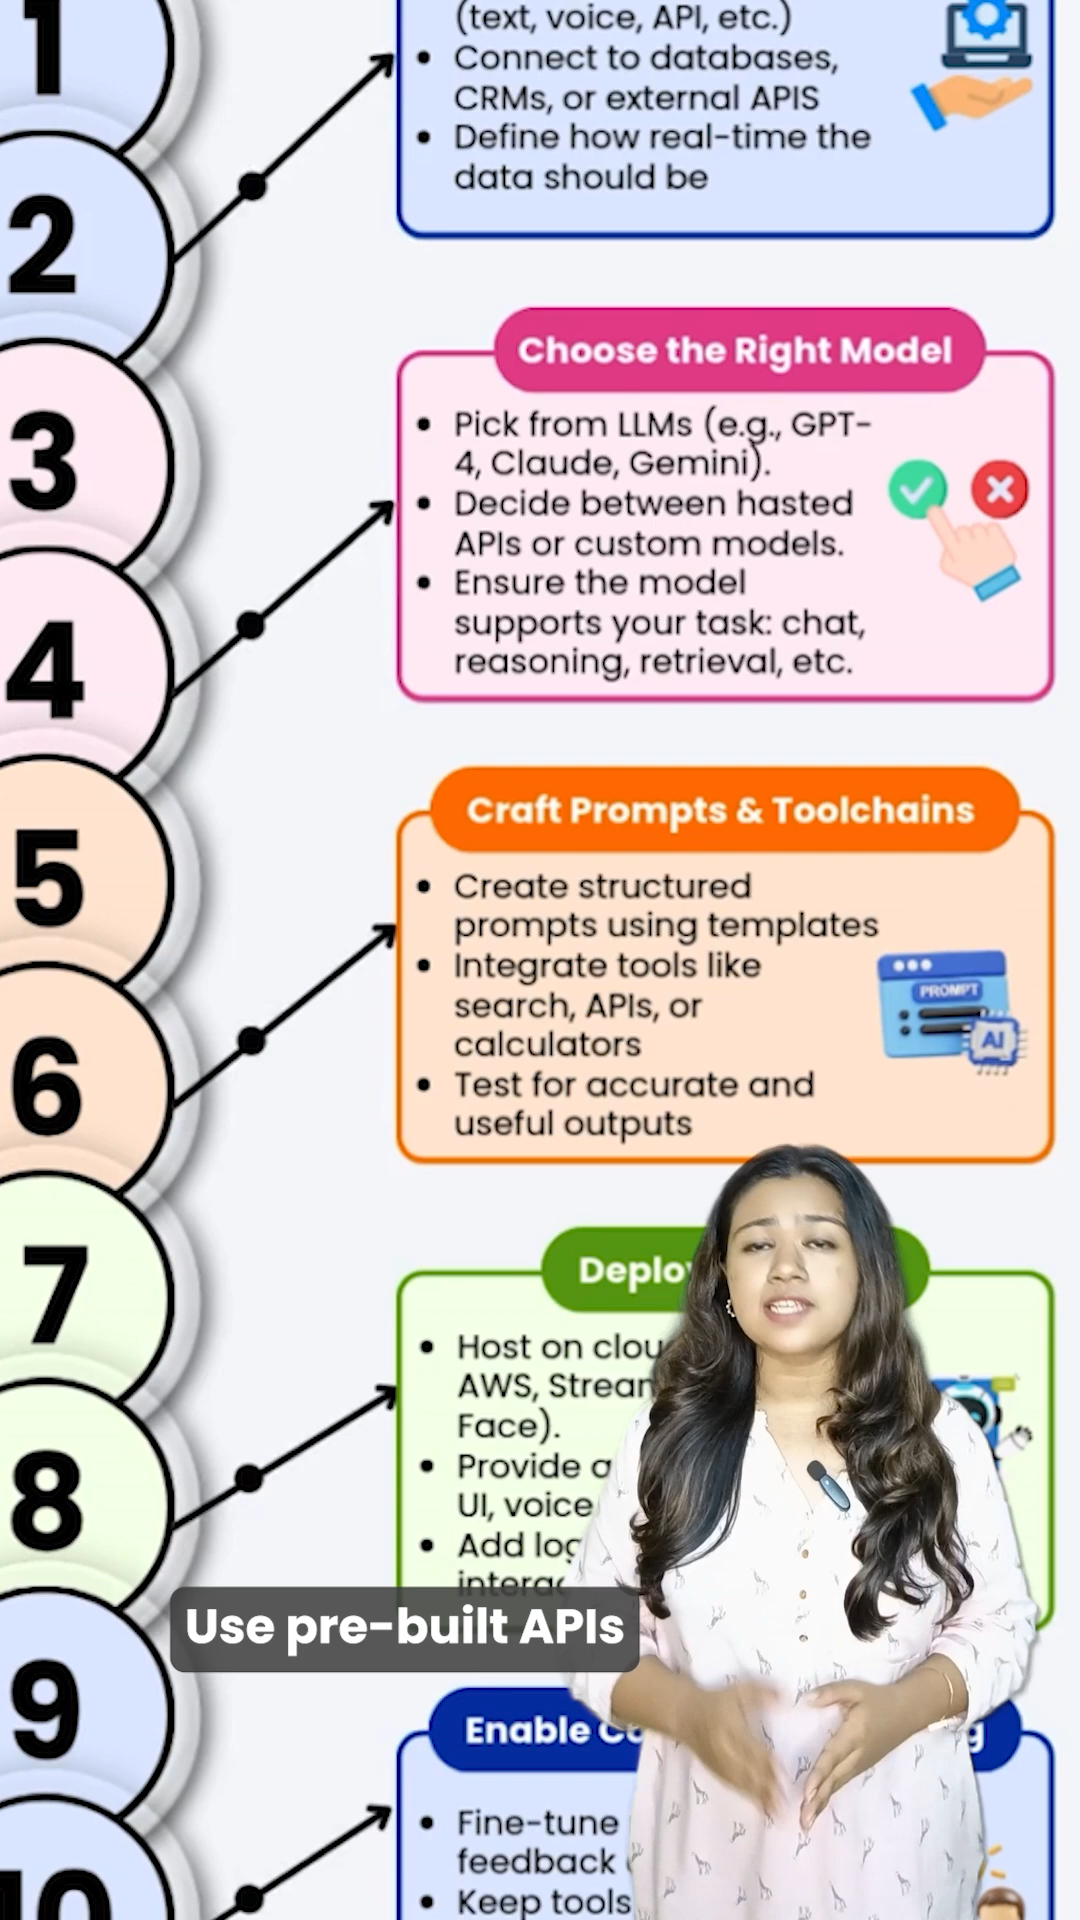 1
(text, voice, API, etc.)
Connect to databases,
CRMs, or external APIS
Define how real-time the
data should be
2
3
Choose the Right Model
Pick from LLMs (e.g., GPT-
4, Claude, Gemini).
Decide between hasted
APIs or custom models.
Ensure the model
supports your task: chat,
reasoning, retrieval, etc.
4
5
Craft Prompts & Toolchains
Create structured
prompts using templates
Integrate tools like
search, APIs, or
calculators
Test for accurate and
useful outputs
PROMPT
AI
6
7
Host on
AWS,
Face).
Provide
UI, voice
Add
8
Use pre-built APIs
9
Enable
Fine-tune
feedback
Keep tools
10